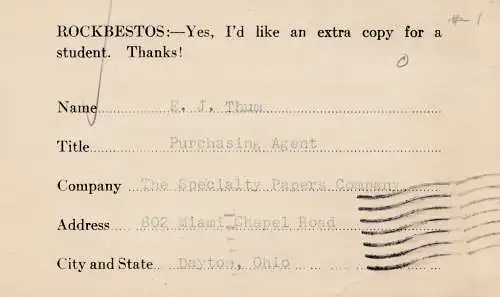 # 1
ROCKBESTOS:—Yes, I'd like an extra copy for a
student. Thanks!
Name E. J. Thum
Title Purchasing Agent
Company The Specialty Papers Company,
Address 802 Miami Chapel Road
City and State Dayton, Ohio